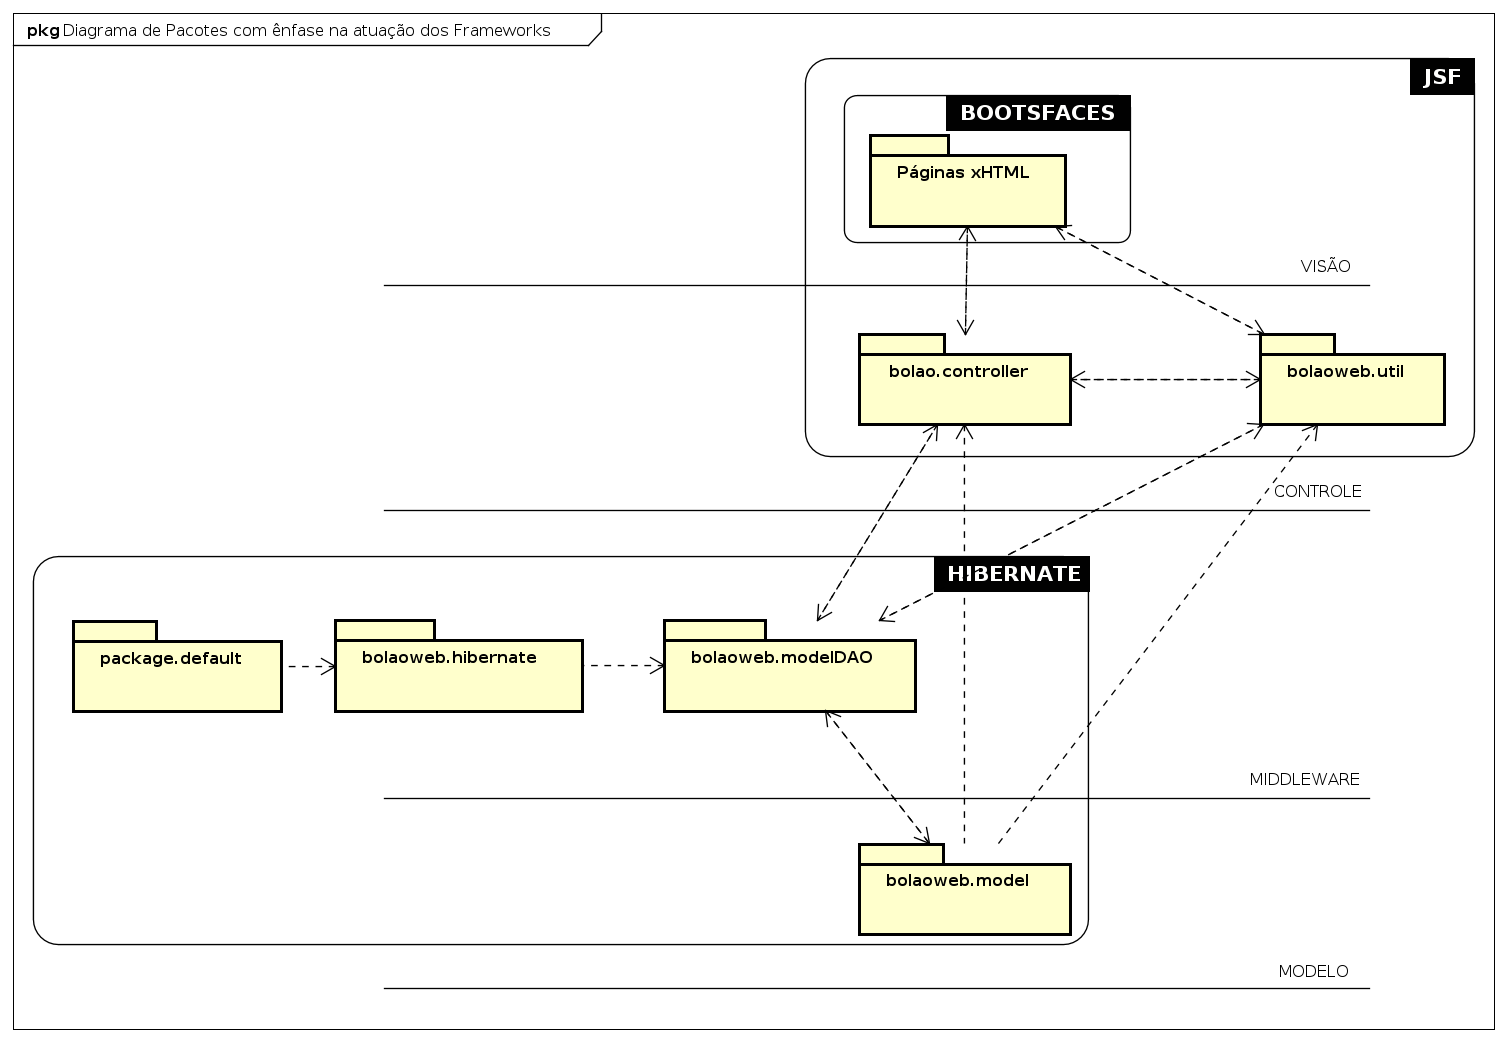 pkg Diagrama de Pacotes com ênfase na atuação dos Frameworks
JSF
BOOTSFACES
Páginas xHTML
VISÃO
bolao.controller
bolaoweb.util
CONTROLE
HIBERNATE
package.default
bolaoweb.hibernate
bolaoweb.modelDAO
MIDDLEWARE
bolaoweb.model
MODELO